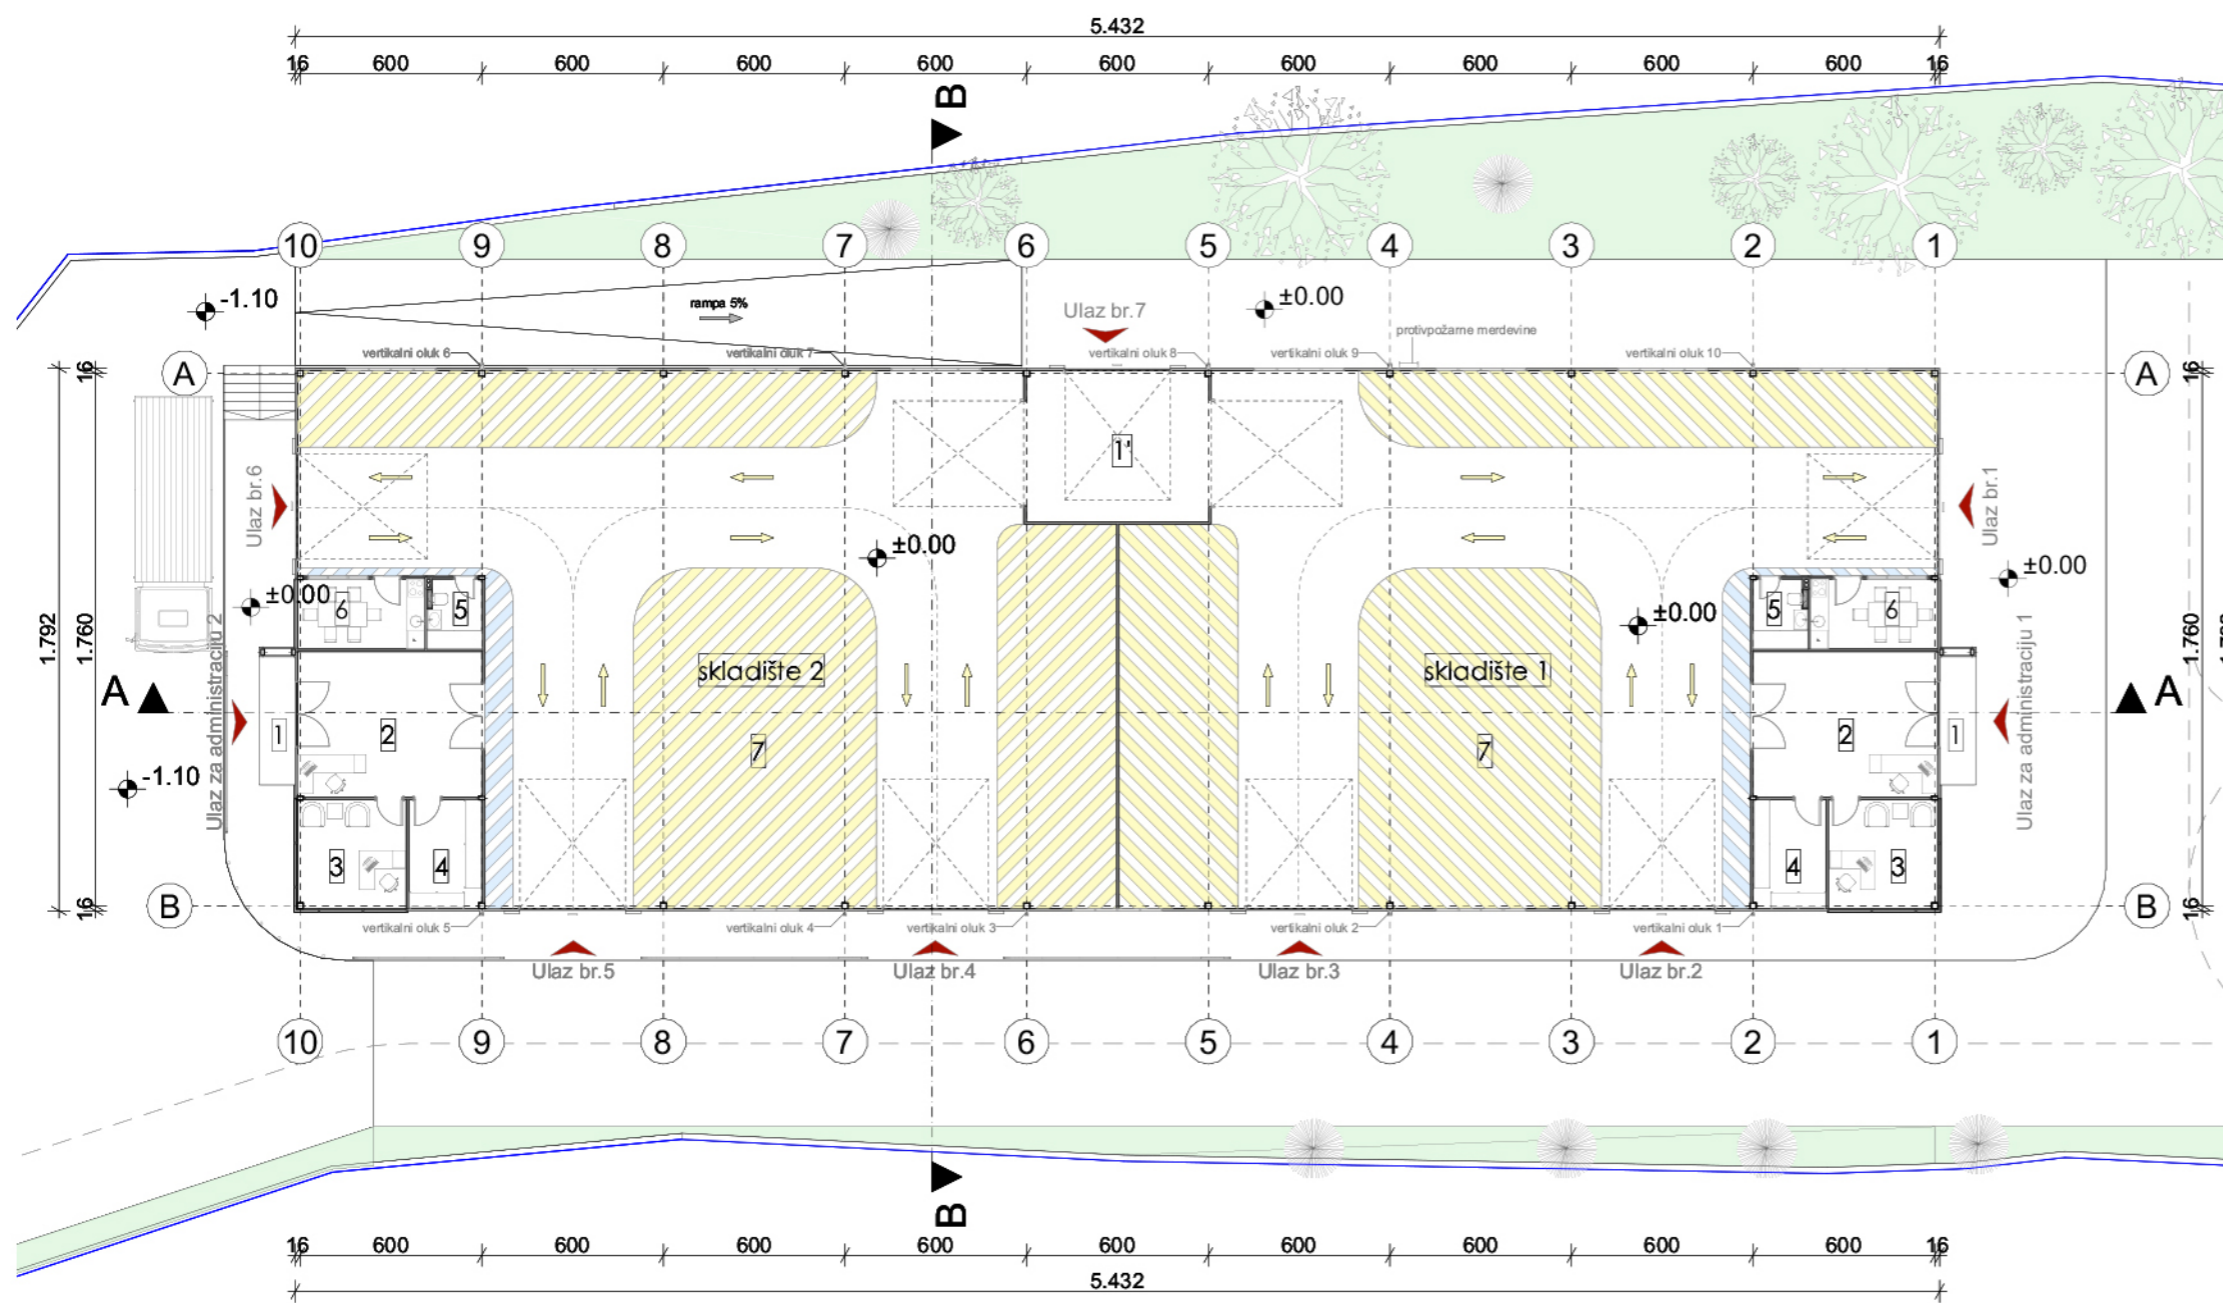 5.432
16 600 600 600 600 600 600 600 600 600 16
B
10 9 8 7 6 5 4 3 2 1
-1.10
rampa 5%
Ulaz br.7
±0.00
protivpožarne merdevine
vertikalni oluk 6
vertikalni oluk 7
vertikalni oluk 8
vertikalni oluk 9
vertikalni oluk 10
A
A
16
16
1'
Ulaz br.6
Ulaz br.1
±0.00
±0.00
±0.00
±0.00
6 5
5 6
1.792
1.760
1.760
skladište 2
skladište 1
Ulaz za administraciju 2
Ulaz za administraciju 1
A
A
1 2 7 7 2 1
-1.10
3 4
4 3
B
B
16
16
vertikalni oluk 5
vertikalni oluk 4
vertikalni oluk 3
vertikalni oluk 2
vertikalni oluk 1
Ulaz br.5
Ulaz br.4
Ulaz br.3
Ulaz br.2
10 9 8 7 6 5 4 3 2 1
B
16 600 600 600 600 600 600 600 600 600 16
5.432